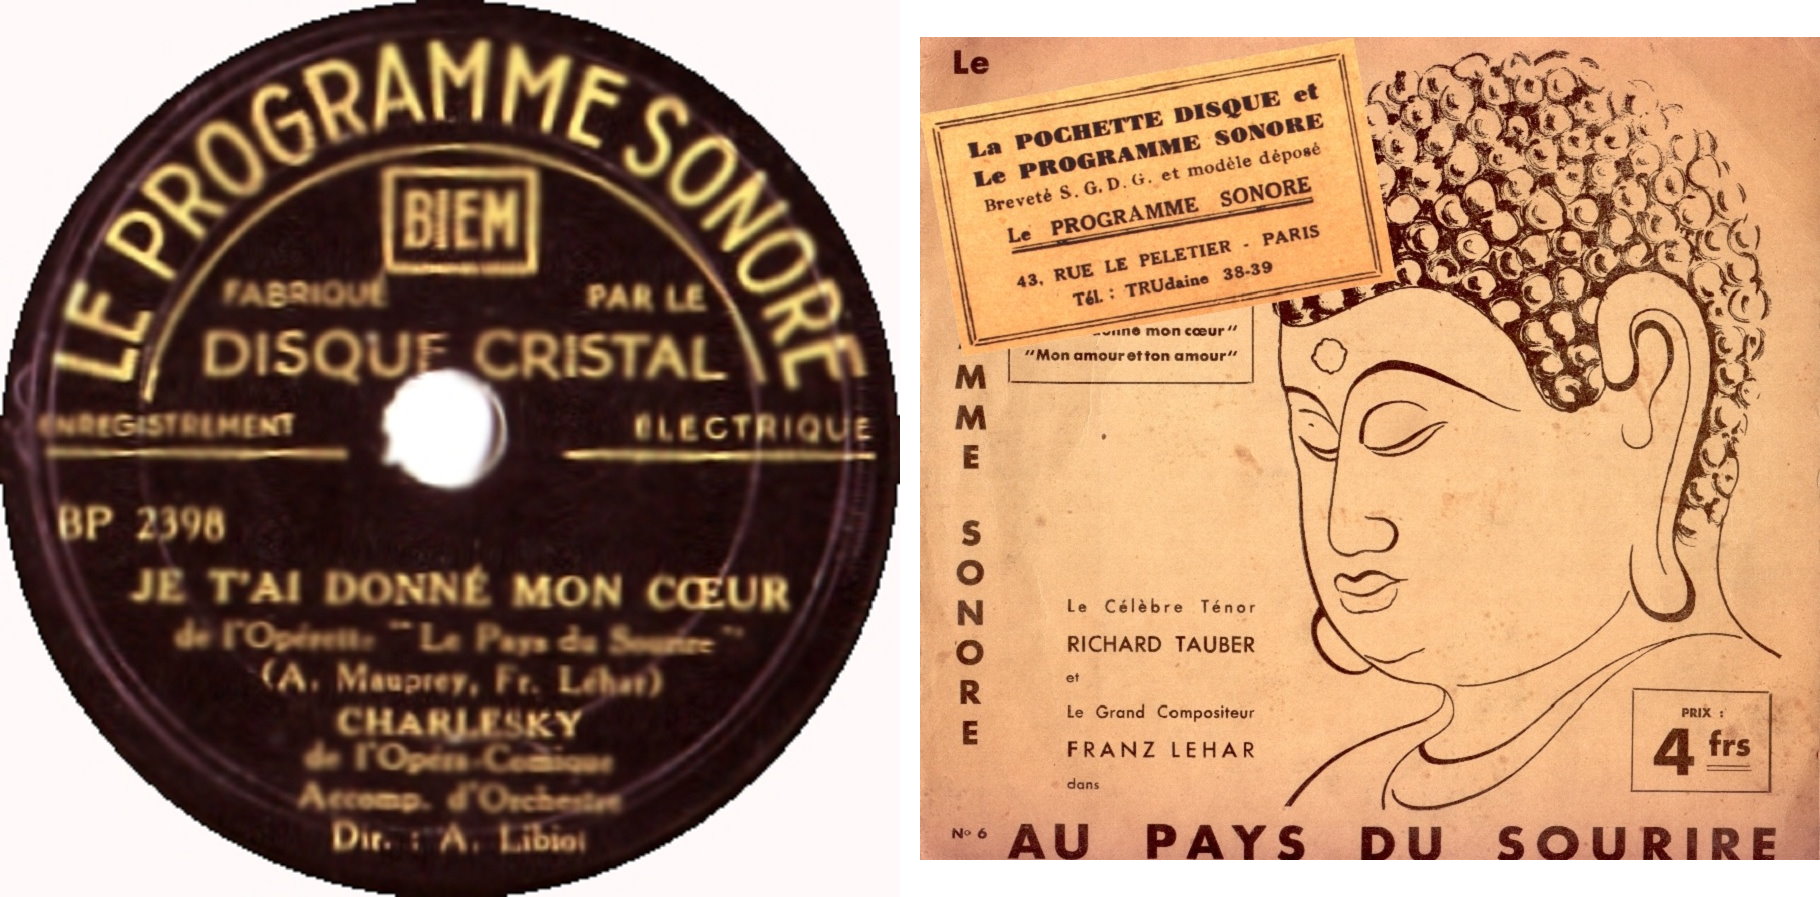 LE PROGRAMME SONORE
BIEM
FABRIQUÉ PAR LE
DISQUE CRISTAL
ENREGISTREMENT ÉLECTRIQUE
BP 2398
JE T'AI DONNÉ MON CŒUR
de l'Opérette "Le Pays du Sourire"
(A. Mauprey, Fr. Léhar)
CHARLESKY
de l'Opéra-Comique
Accomp. d'Orchestre
Dir. : A. Libiot
Le
La POCHETTE DISQUE et
Le PROGRAMME SONORE
Breveté S. G. D. G. et modèle déposé
Le PROGRAMME SONORE
43, RUE LE PELETIER - PARIS
Tél. : TRUdaine 38-39
mon cœur"
"Mon amour et ton amour"
MME SONORE
Le Célèbre Ténor
RICHARD TAUBER
et
Le Grand Compositeur
FRANZ LEHAR
dans
PRIX :
4 frs
No 6 AU PAYS DU SOURIRE